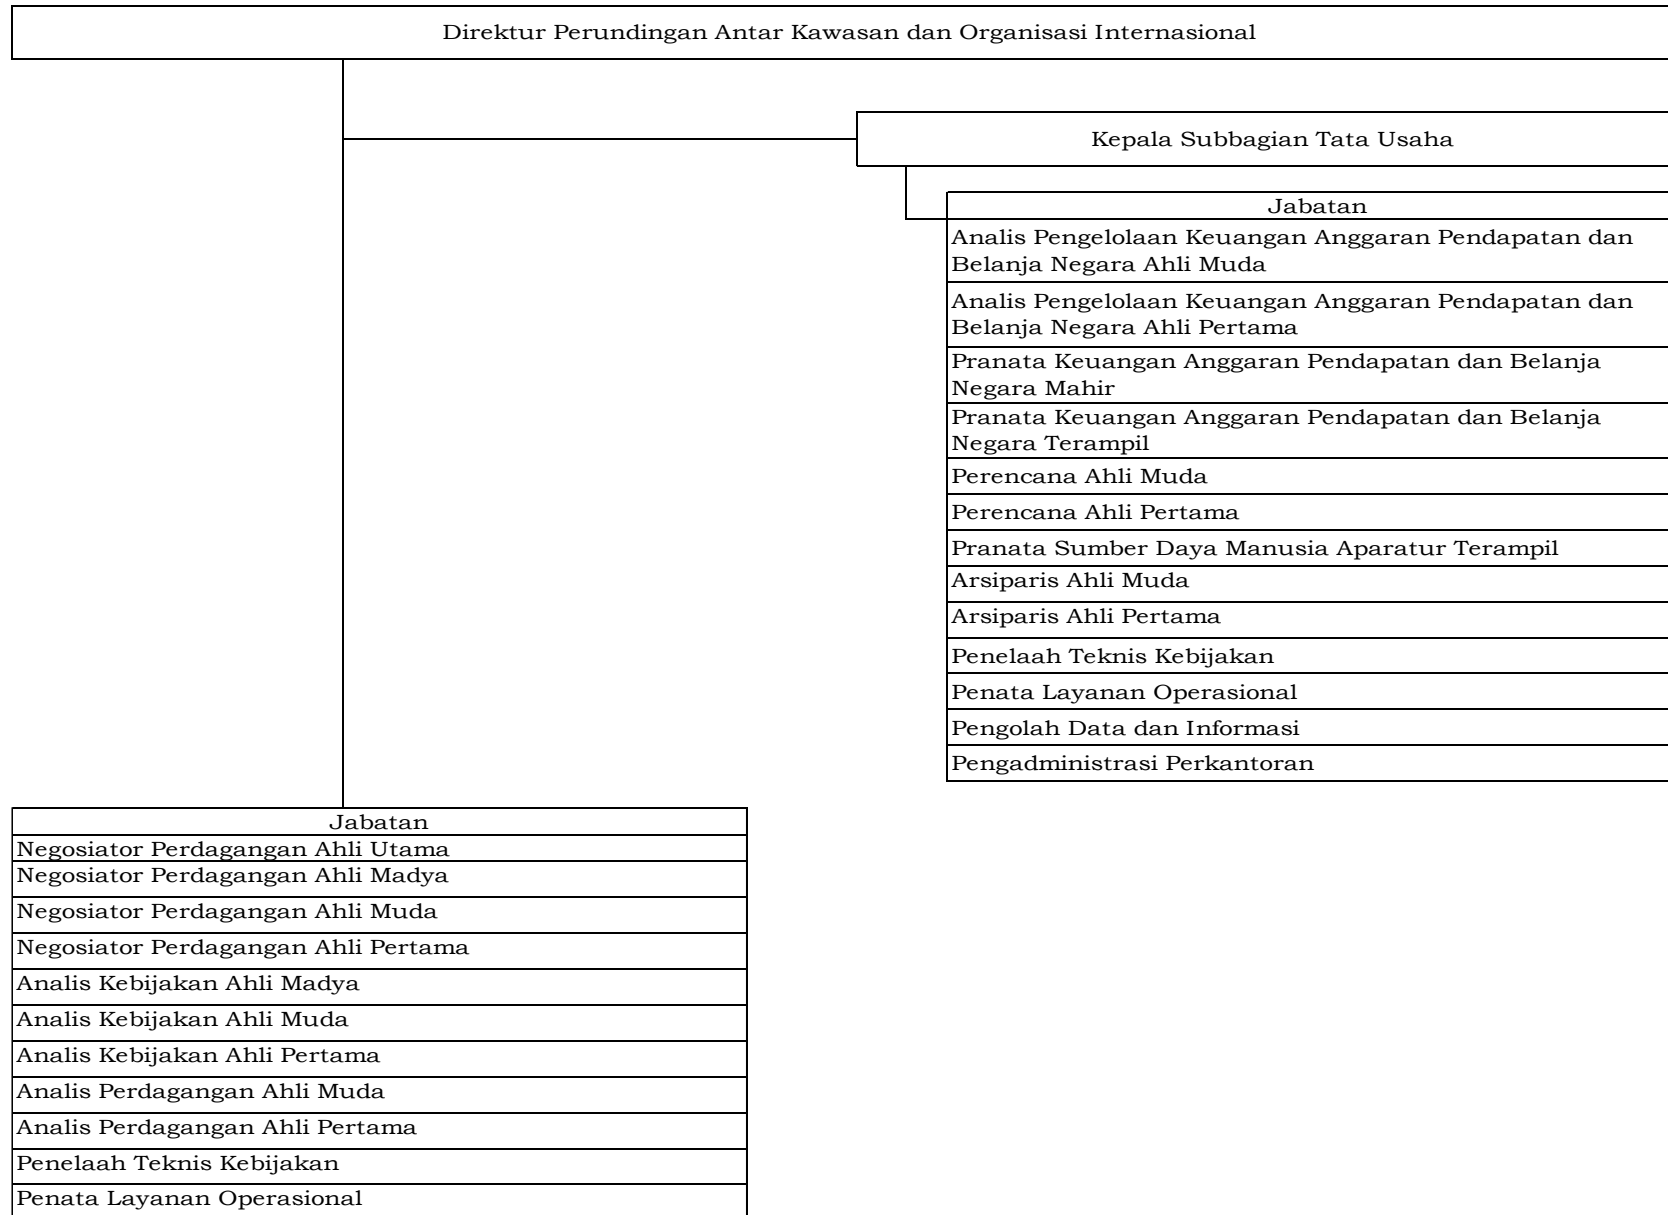 Direktur Perundingan Antar Kawasan dan Organisasi Internasional
Kepala Subbagian Tata Usaha
Jabatan
Analis Pengelolaan Keuangan Anggaran Pendapatan dan
Belanja Negara Ahli Muda
Analis Pengelolaan Keuangan Anggaran Pendapatan dan
Belanja Negara Ahli Pertama
Pranata Keuangan Anggaran Pendapatan dan Belanja
Negara Mahir
Pranata Keuangan Anggaran Pendapatan dan Belanja
Negara Terampil
Perencana Ahli Muda
Perencana Ahli Pertama
Pranata Sumber Daya Manusia Aparatur Terampil
Arsiparis Ahli Muda
Arsiparis Ahli Pertama
Penelaah Teknis Kebijakan
Penata Layanan Operasional
Pengolah Data dan Informasi
Pengadministrasi Perkantoran
Jabatan
Negosiator Perdagangan Ahli Utama
Negosiator Perdagangan Ahli Madya
Negosiator Perdagangan Ahli Muda
Negosiator Perdagangan Ahli Pertama
Analis Kebijakan Ahli Madya
Analis Kebijakan Ahli Muda
Analis Kebijakan Ahli Pertama
Analis Perdagangan Ahli Muda
Analis Perdagangan Ahli Pertama
Penelaah Teknis Kebijakan
Penata Layanan Operasional